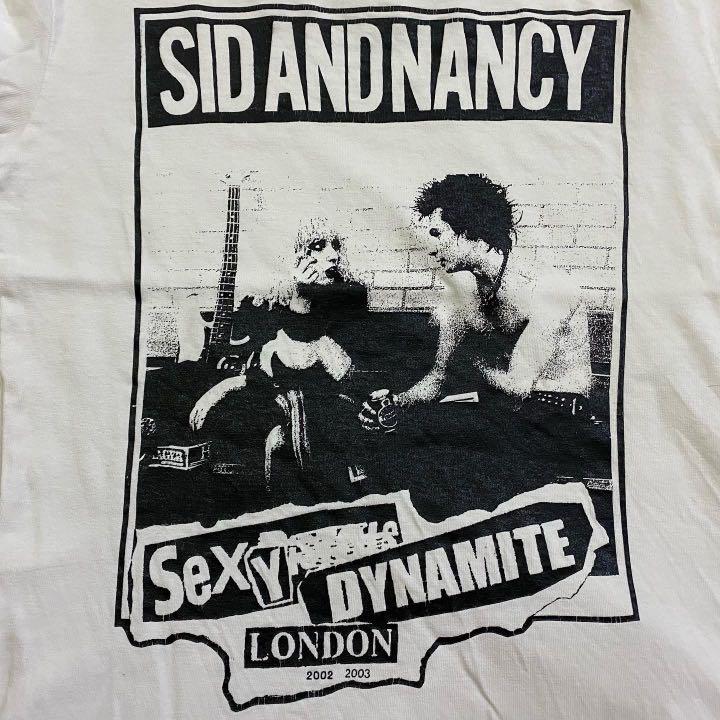 SID AND NANCY
LAGER
SeXY
DYNAMITE
LONDON
2002 2003